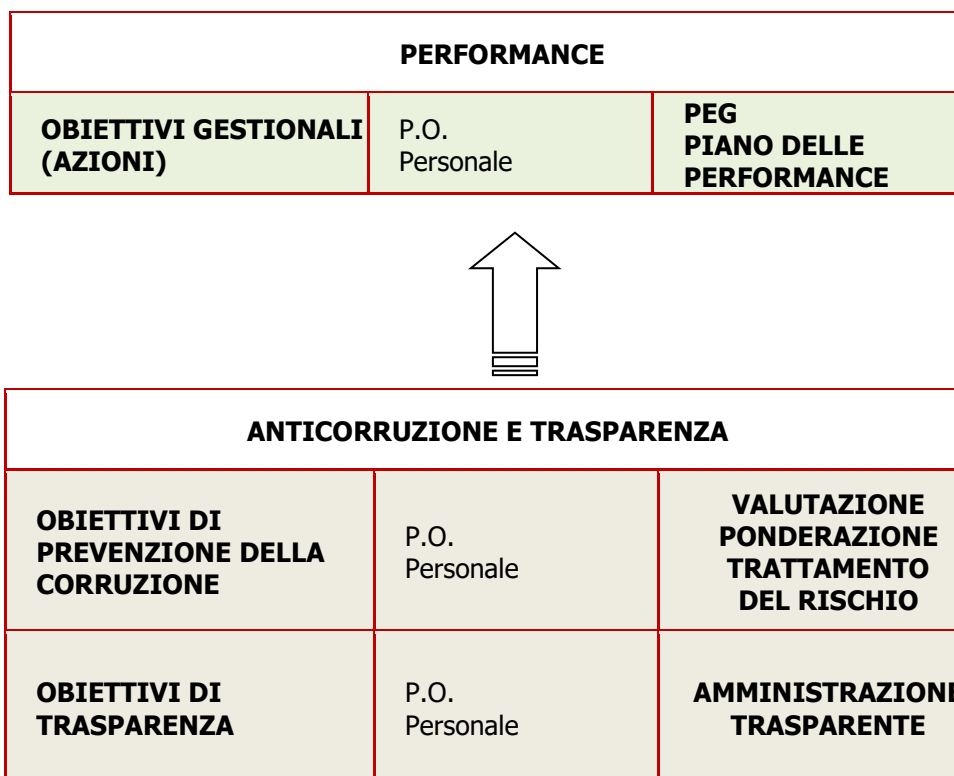 PERFORMANCE
OBIETTIVI GESTIONALI
(AZIONI)
P.O.
Personale
PEG
PIANO DELLE
PERFORMANCE
ANTICORRUZIONE E TRASPARENZA
OBIETTIVI DI
PREVENZIONE DELLA
CORRUZIONE
P.O.
Personale
VALUTAZIONE
PONDERAZIONE
TRATTAMENTO
DEL RISCHIO
OBIETTIVI DI
TRASPARENZA
P.O.
Personale
AMMINISTRAZIONE
TRASPARENTE